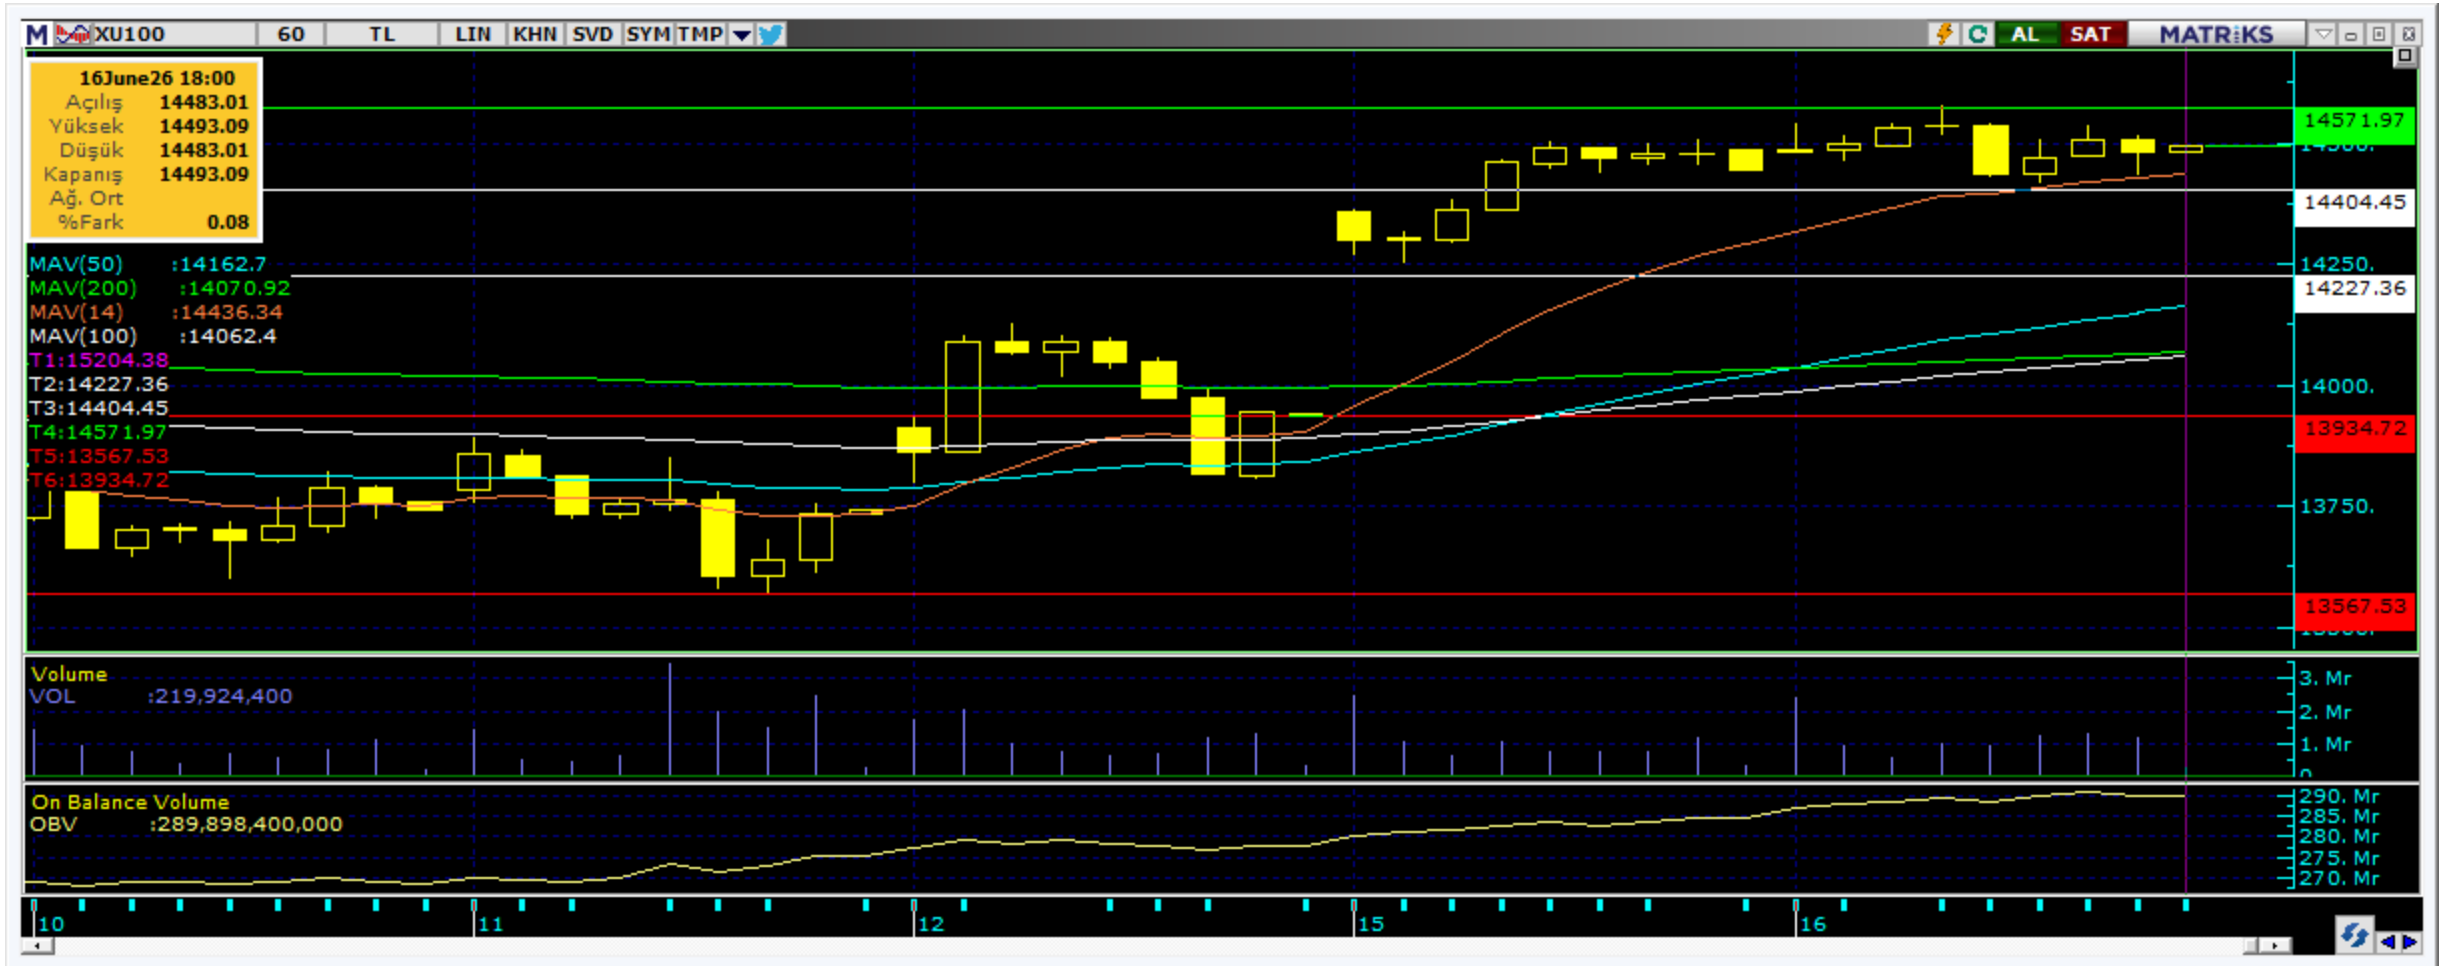 M XU100 60 TL LIN KHN SVD SYM TMP AL SAT MATRiKS
16June26 18:00
Açılış 14483.01
Yüksek 14493.09
Düşük 14483.01
Kapanış 14493.09
Ağ. Ort
%Fark 0.08
MAV(50) :14162.7
MAV(200) :14070.92
MAV(14) :14436.34
MAV(100) :14062.4
T1:15204.38
T2:14227.36
T3:14404.45
T4:14571.97
T5:13567.53
T6:13934.72
14571.97
14404.45
14250.
14227.36
14000.
13934.72
13750.
13567.53
Volume
VOL :219,924,400
3. Mr
2. Mr
1. Mr
0
On Balance Volume
OBV :289,898,400,000
290. Mr
285. Mr
280. Mr
275. Mr
270. Mr
10 11 12 15 16